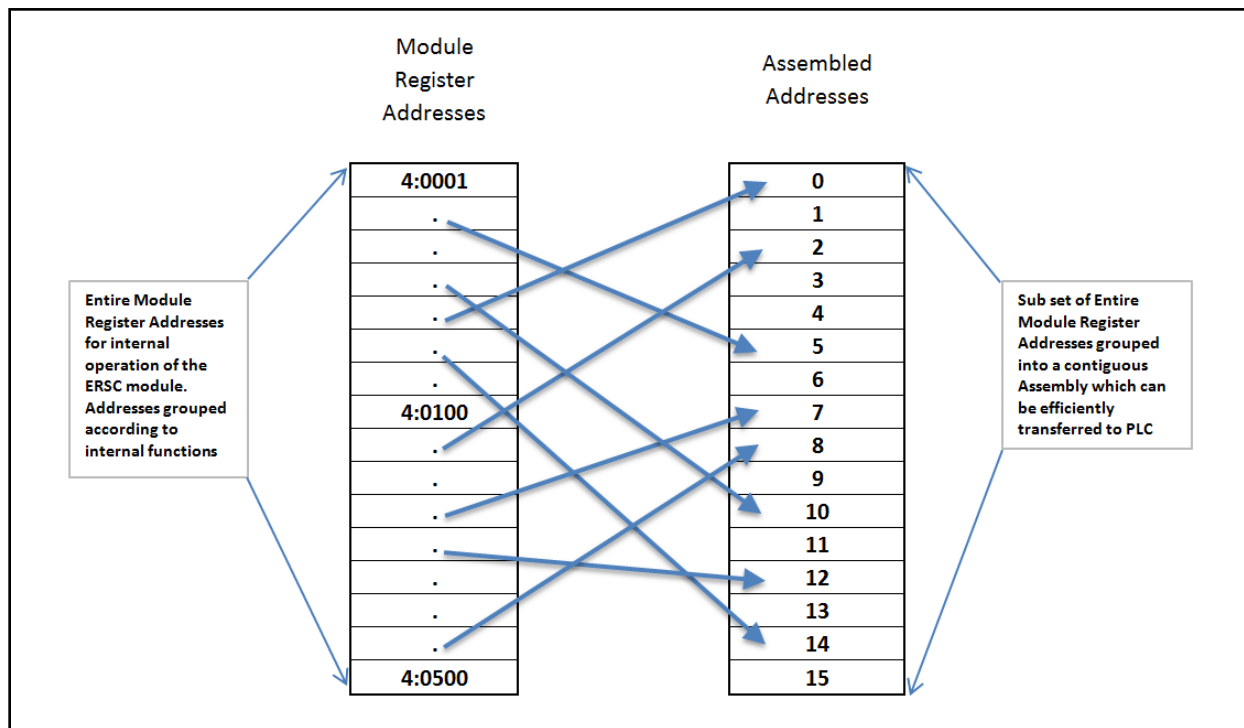 Module
Register
Addresses
Assembled
Addresses
4:0001
.
.
.
.
.
.
4:0100
.
.
.
.
.
.
.
4:0500
0
1
2
3
4
5
6
7
8
9
10
11
12
13
14
15
Entire Module
Register Addresses
for internal
operation of the
ERSC module.
Addresses grouped
according to
internal functions
Sub set of Entire
Module Register
Addresses grouped
into a contiguous
Assembly which can
be efficiently
transferred to PLC